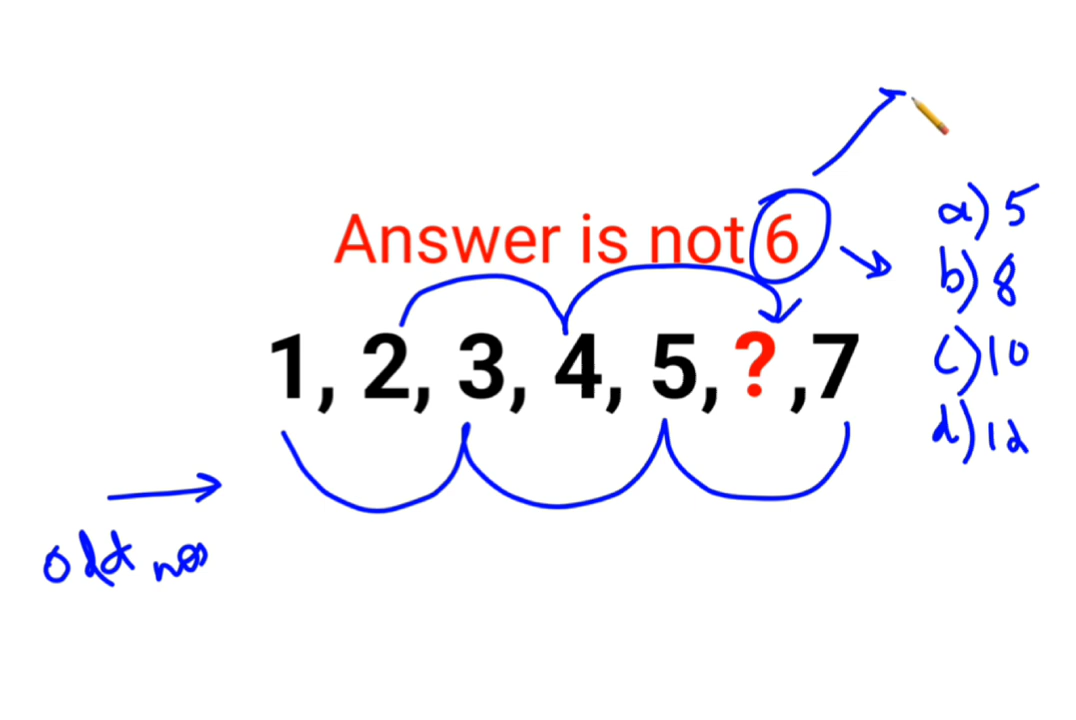 Answer is not 6
1, 2, 3, 4, 5, ? ,7
a) 5
b) 8
c) 10
d) 12
odd nos